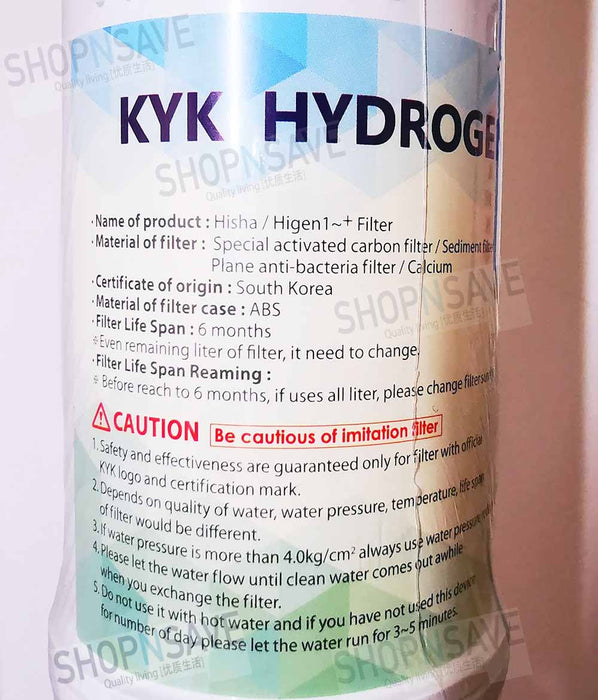 SHOPNSAVE
Quality living [优质生活]
KYK HYDROGE
SHOPNSAVE
Quality living [优质生活]
·Name of product : Hisha / Higen1~+ Filter
·Material of filter : Special activated carbon filter / Sediment filter
Plane anti-bacteria filter / Calcium
·Certificate of origin : South Korea
·Material of filter case : ABS
SHOPNSAVE
Quality living [优质生活]
·Filter Life Span : 6 months
※Even remaining liter of filter, it need to change.
·Filter Life Span Reaming :
※Before reach to 6 months, if uses all liter, please change filter
CAUTION Be cautious of imitation filter
1. Safety and effectiveness are guaranteed only for filter with official
KYK logo and certification mark.
2. Depends on quality of water, water pressure, temperature, life span
of filter would be different.
3. If water pressure is more than 4.0kg/cm² always use water pressure
4. Please let the water flow until clean water comes out awhile
when you exchange the filter.
5. Do not use it with hot water and if you have not used this device
for number of day please let the water run for 3~5 minutes.
SHOPNSAVE
Quality living [优质生活]
SHOPNSAVE
Quality living [优质生活]